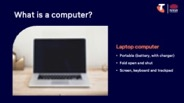 What is a computer?
Laptop computer
• Portable (battery, with charger)
• Fold open and shut
• Screen, keyboard and trackpad